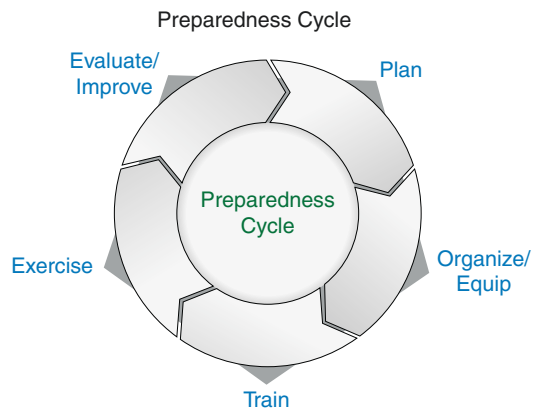 Preparedness Cycle
Evaluate/
Improve
Plan
Preparedness
Cycle
Exercise
Organize/
Equip
Train